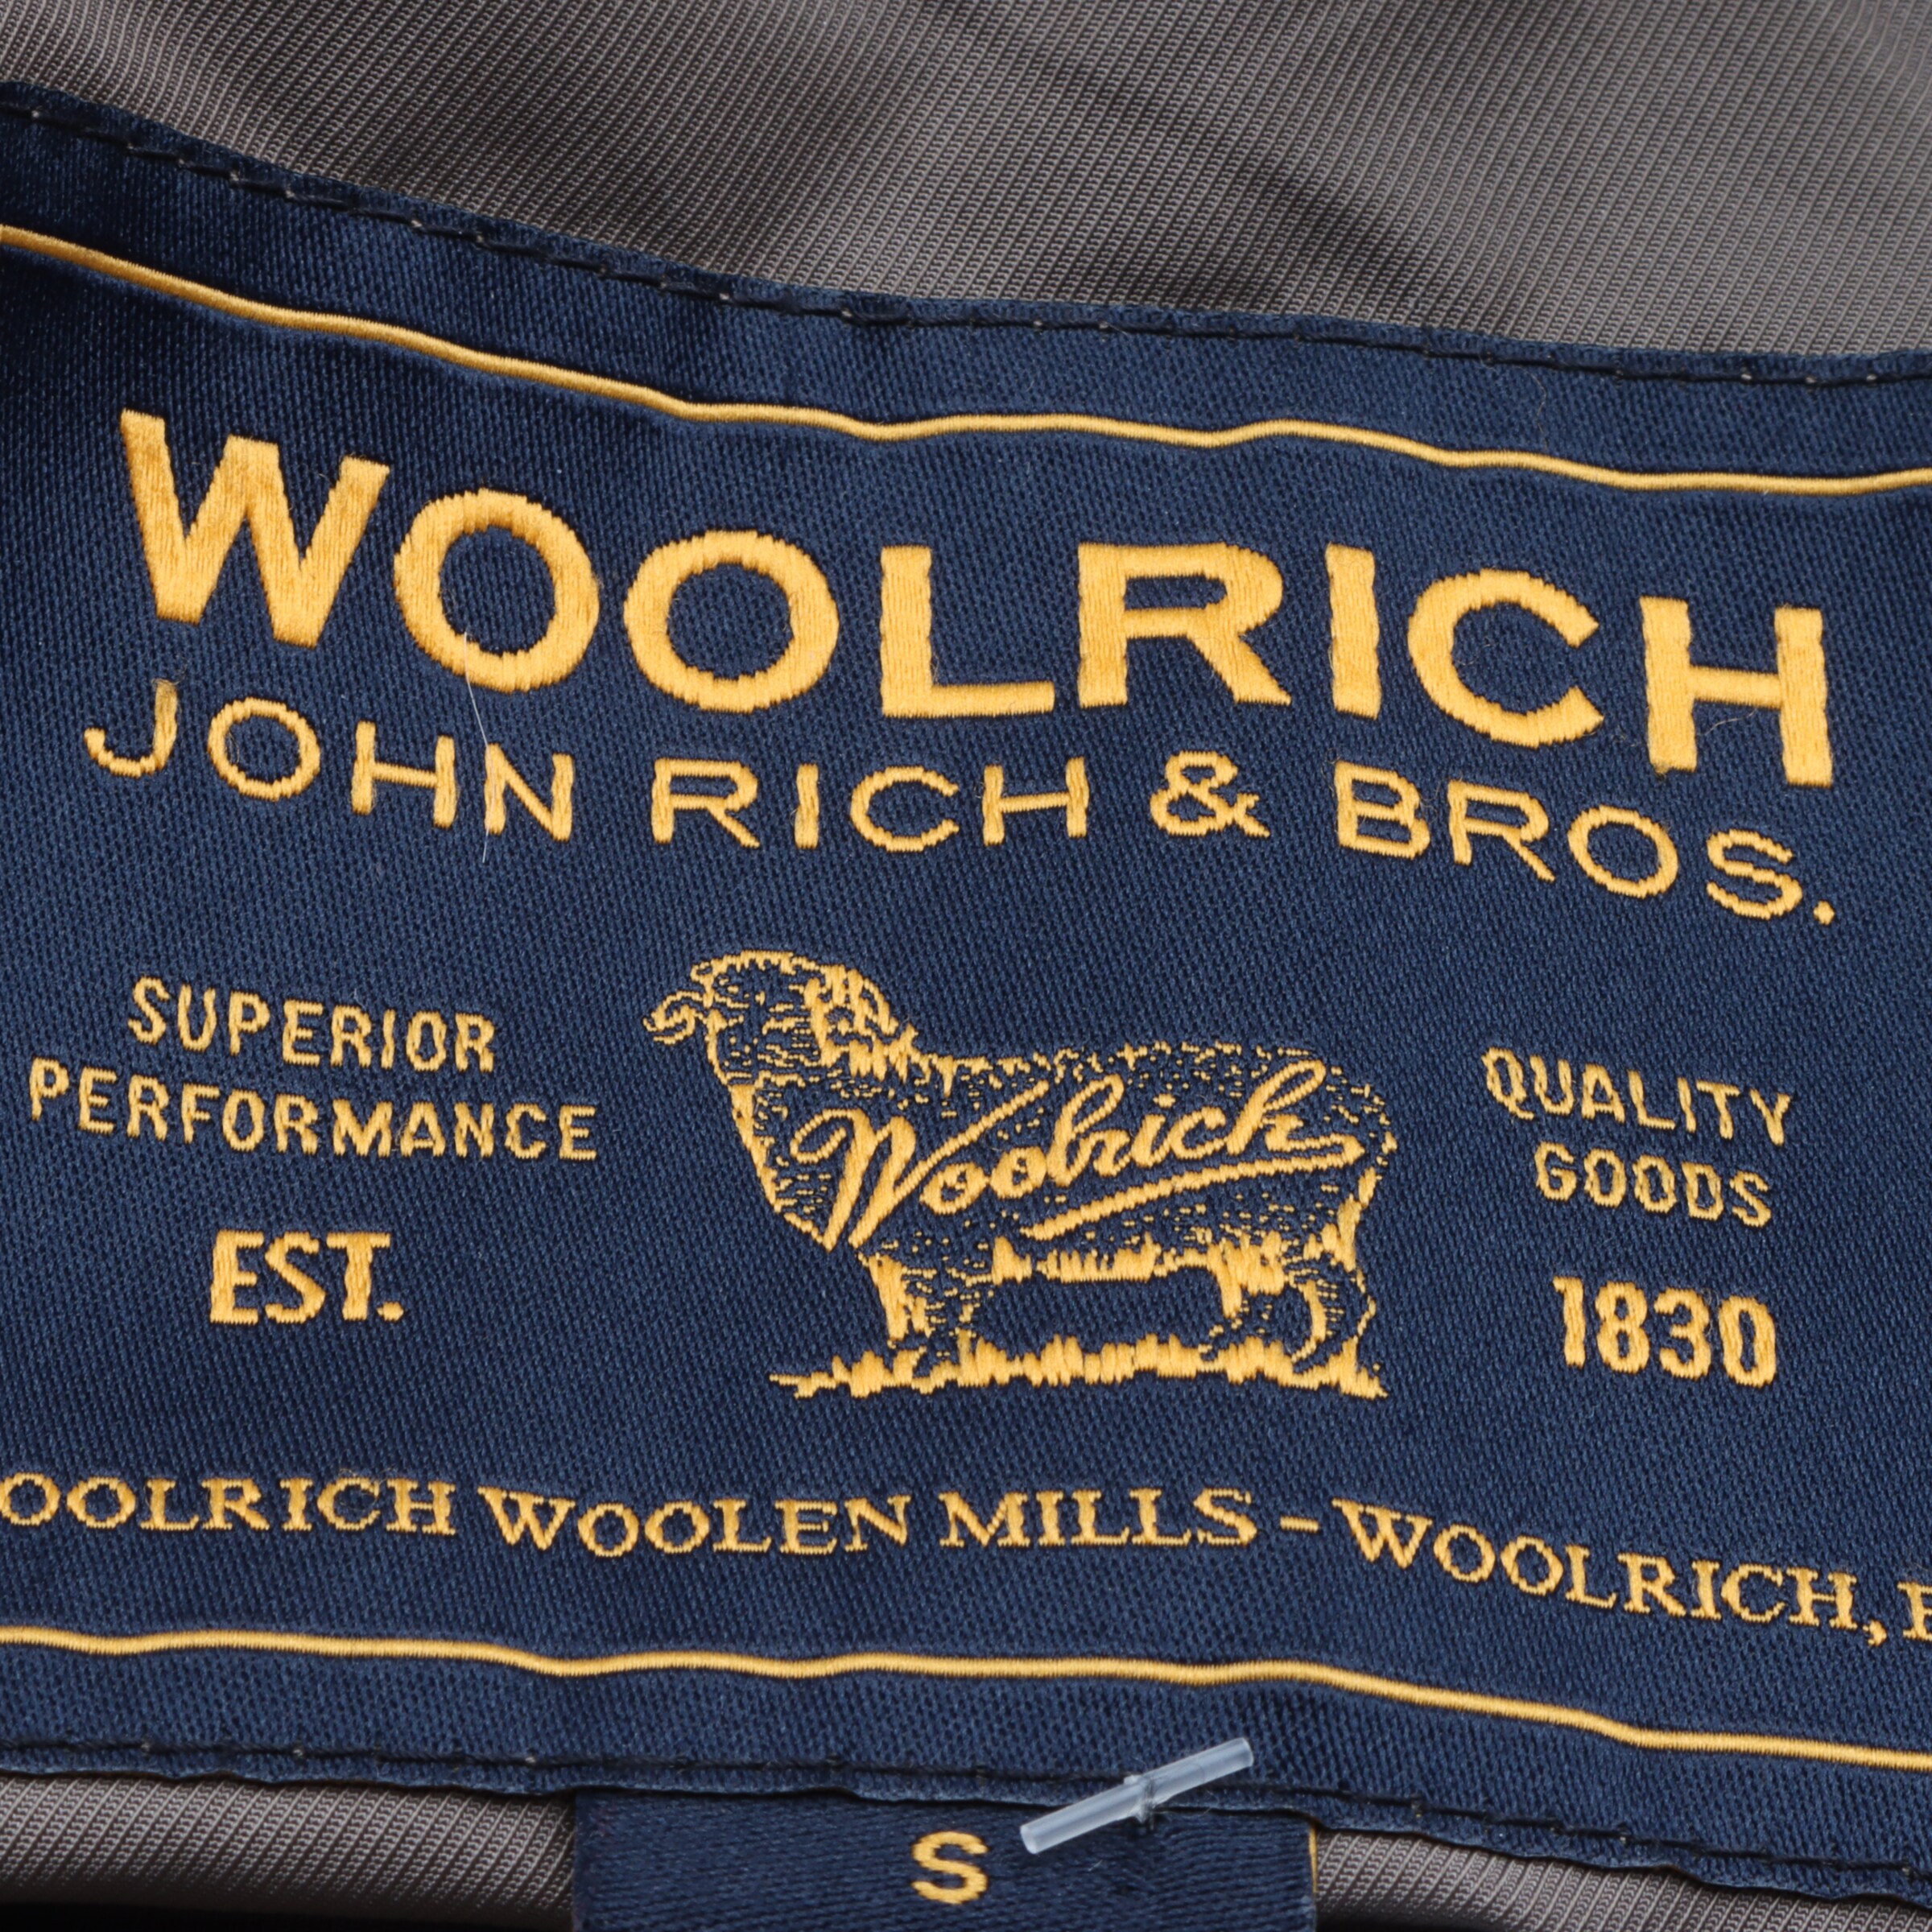 WOOLRICH
JOHN RICH & BROS.
SUPERIOR
PERFORMANCE
EST.
Woolrich
QUALITY
GOODS
1830
OOLRICH WOOLEN MILLS - WOOLRICH,
S